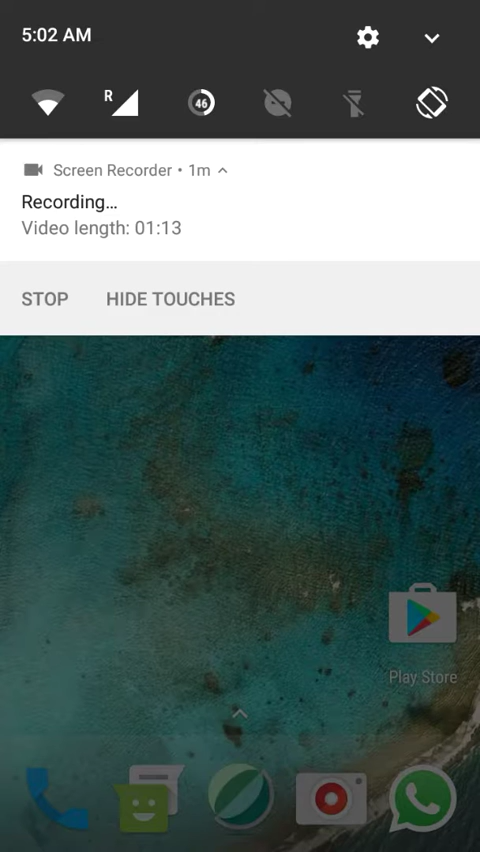 5:02 AM
R
46
Screen Recorder • 1m
Recording...
Video length: 01:13
STOP HIDE TOUCHES
Play Store